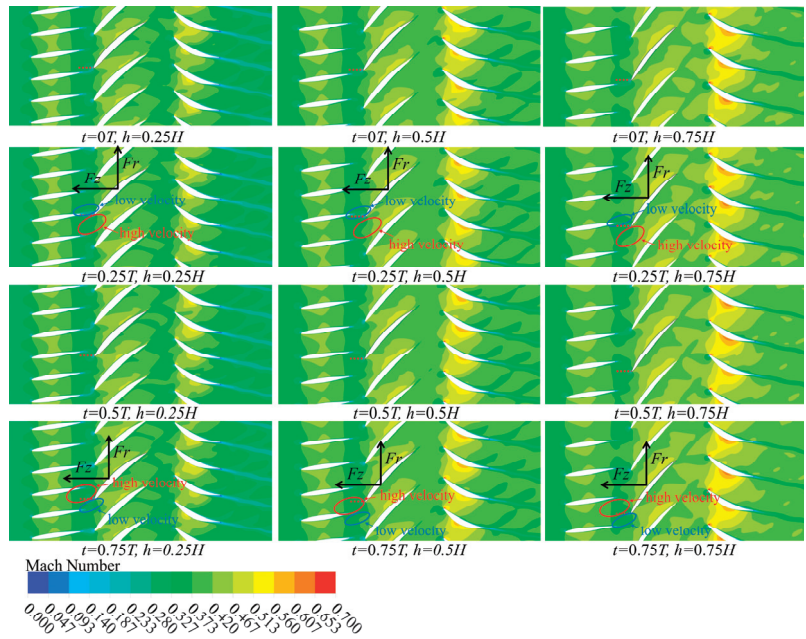 t=0T, h=0.25H
t=0T, h=0.5H
t=0T, h=0.75H
Fr
Fz
low velocity
high velocity
t=0.25T, h=0.25H
Fr
Fz
low velocity
high velocity
t=0.25T, h=0.5H
Fr
Fz
low velocity
high velocity
t=0.25T, h=0.75H
t=0.5T, h=0.25H
t=0.5T, h=0.5H
t=0.5T, h=0.75H
Fr
Fz
high velocity
low velocity
t=0.75T, h=0.25H
Fr
Fz
high velocity
low velocity
t=0.75T, h=0.5H
Fr
Fz
high velocity
low velocity
t=0.75T, h=0.75H
Mach Number
0.000
0.047
0.093
0.140
0.187
0.233
0.280
0.327
0.373
0.420
0.467
0.513
0.560
0.607
0.653
0.700